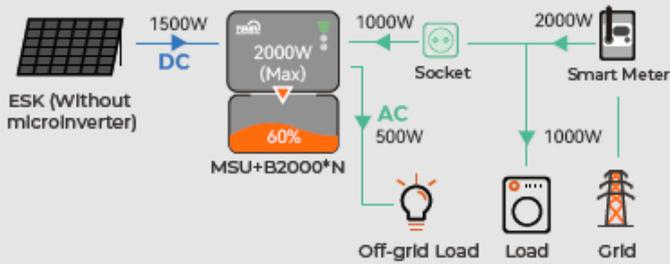 1500W
DC
ESK (Without
microinverter)
2000W
(Max)
60%
MSU+B2000*N
1000W
Socket
2000W
Smart Meter
AC
500W
1000W
Off-grid Load
Load
Grid